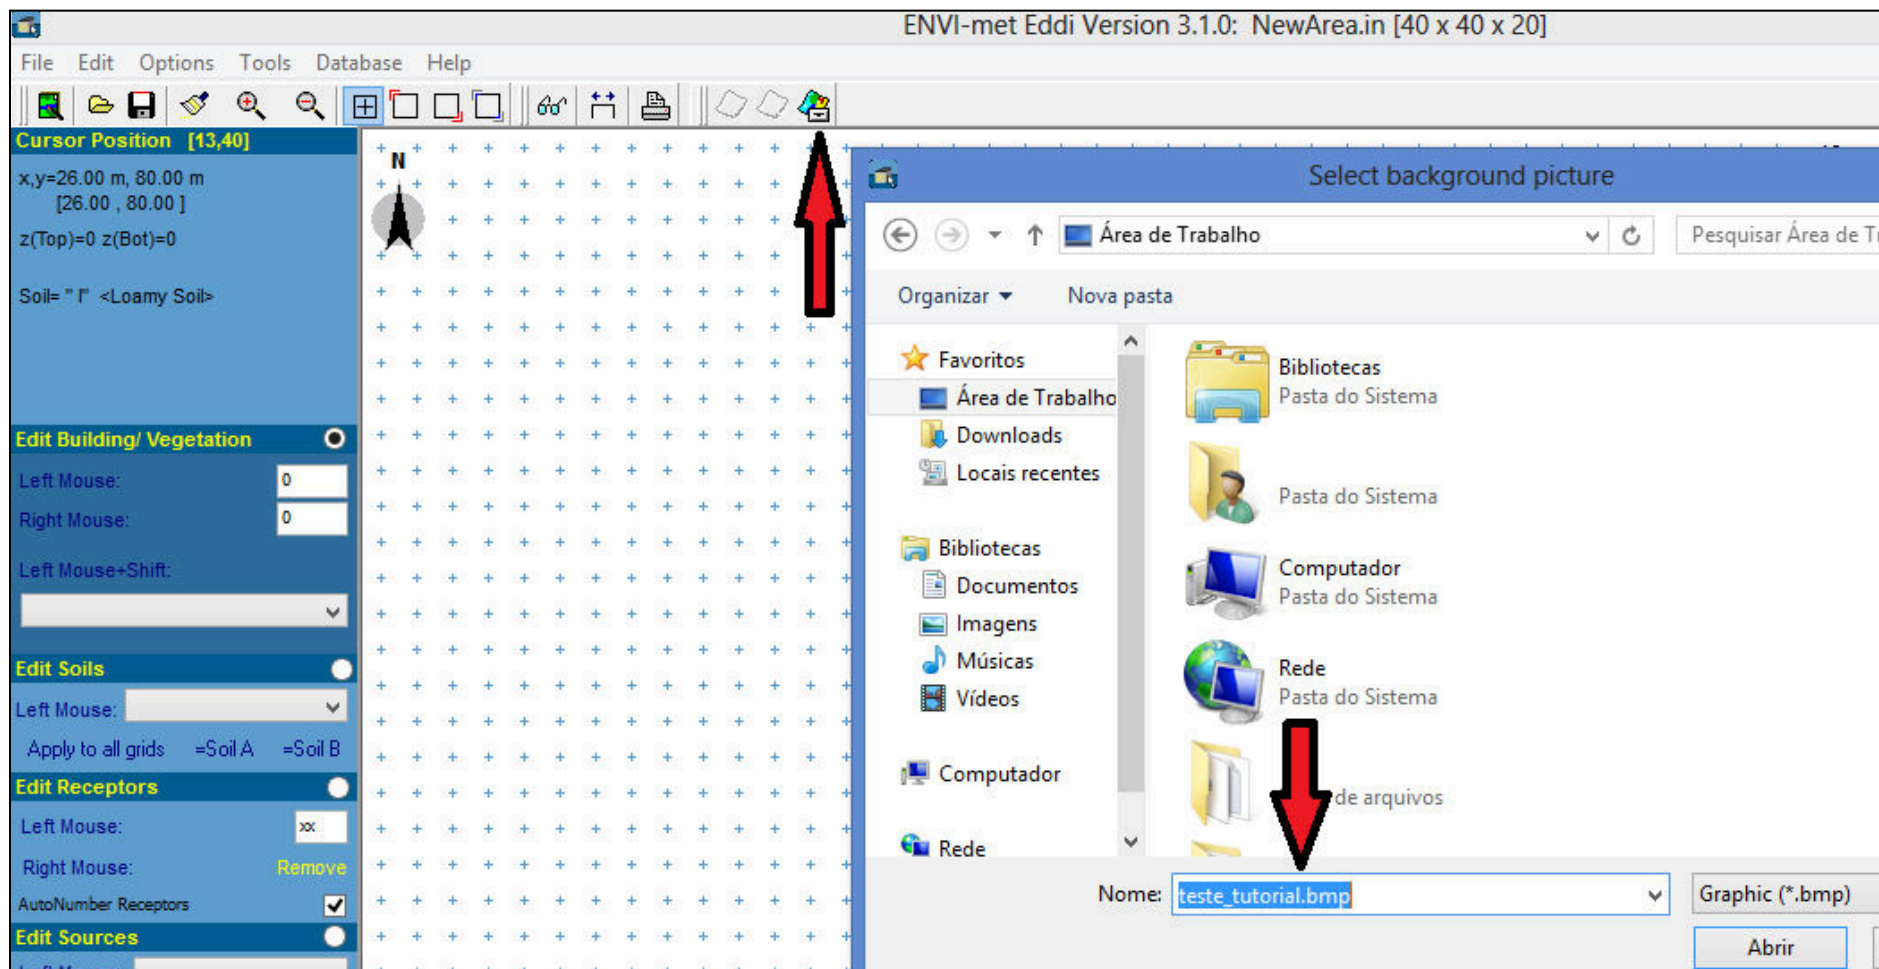 ENVI-met Eddi Version 3.1.0: NewArea.in [40 x 40 x 20]
File Edit Options Tools Database Help
Cursor Position [13,40]
x,y=26.00 m, 80.00 m
[26.00 , 80.00 ]
z(Top)=0 z(Bot)=0
Soil= " l" <Loamy Soil>
Edit Building/ Vegetation
Left Mouse: 0
Right Mouse: 0
Left Mouse+Shift:
Edit Soils
Left Mouse:
Apply to all grids =Soil A =Soil B
Edit Receptors
Left Mouse: xx
Right Mouse: Remove
AutoNumber Receptors
Edit Sources
N
Select background picture
Área de Trabalho
Pesquisar Área de
Organizar Nova pasta
Favoritos
Área de Trabalho
Downloads
Locais recentes
Bibliotecas
Documentos
Imagens
Músicas
Vídeos
Computador
Rede
Bibliotecas
Pasta do Sistema
Pasta do Sistema
Computador
Pasta do Sistema
Rede
Pasta do Sistema
de arquivos
Nome: teste_tutorial.bmp
Graphic (*.bmp)
Abrir